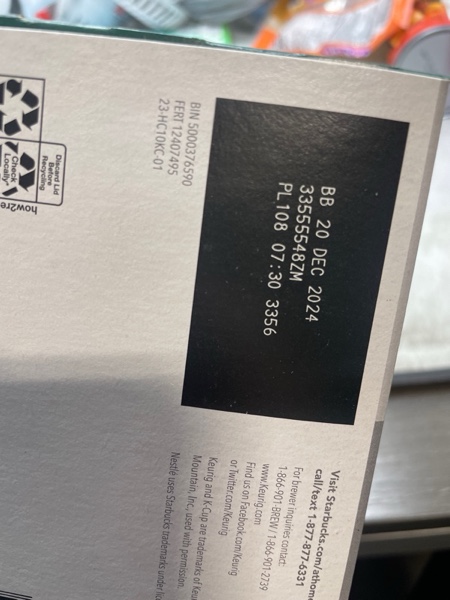 BIN 5000376590
FERT 12407495
23-HC10KC-01
BB 20 DEC 2024
33555548ZM
PL108 07:30 3356
Discard Lid
Before
Recycling
Check
Locally*
how2re
Visit Starbucks.com/athome
call/text 1-877-877-6331
For brewer inquiries contact:
1-866-901-BREW / 1-866-901-2739
www.Keurig.com
Find us on Facebook.com/Keurig
or Twitter.com/Keurig
Keurig and K-Cup are trademarks of Keu
Mountain, Inc., used with permission.
Nestlé uses Starbucks trademarks under